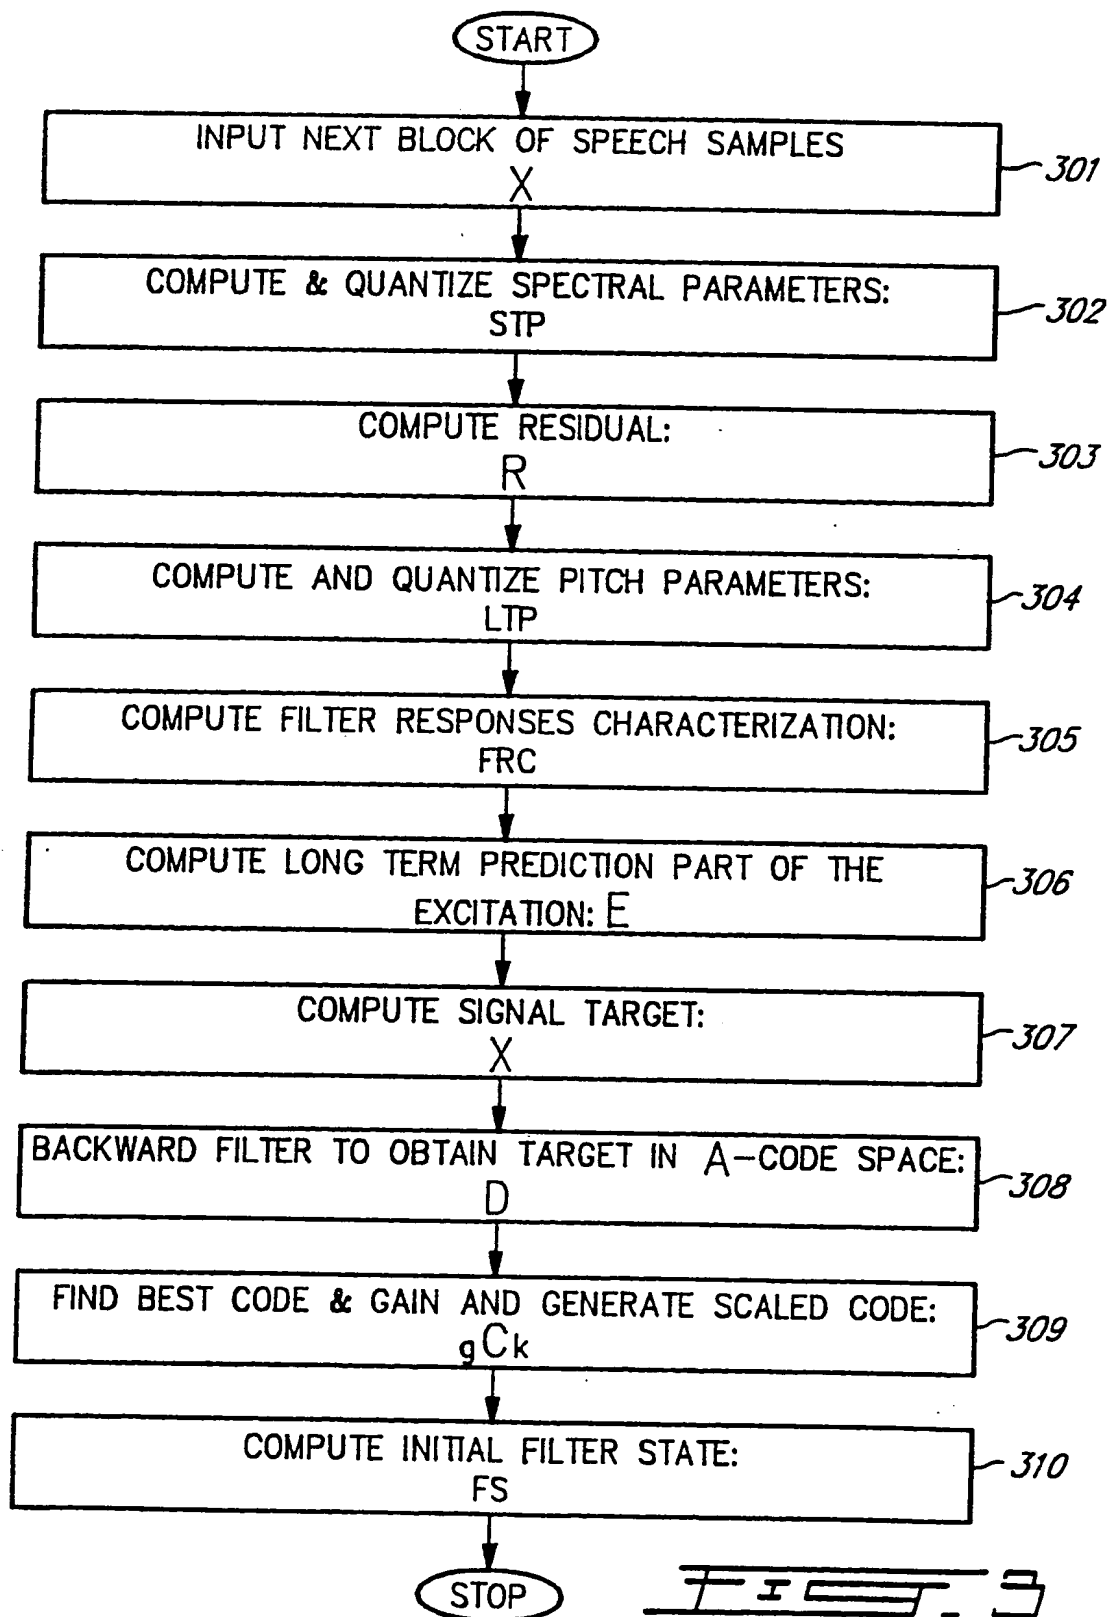 START
INPUT NEXT BLOCK OF SPEECH SAMPLES
X
301
COMPUTE & QUANTIZE SPECTRAL PARAMETERS:
STP
302
COMPUTE RESIDUAL:
R
303
COMPUTE AND QUANTIZE PITCH PARAMETERS:
LTP
304
COMPUTE FILTER RESPONSES CHARACTERIZATION:
FRC
305
COMPUTE LONG TERM PREDICTION PART OF THE
EXCITATION: E
306
COMPUTE SIGNAL TARGET:
X
307
BACKWARD FILTER TO OBTAIN TARGET IN A-CODE SPACE:
D
308
FIND BEST CODE & GAIN AND GENERATE SCALED CODE:
gCk
309
COMPUTE INITIAL FILTER STATE:
FS
310
STOP
FIG. 3